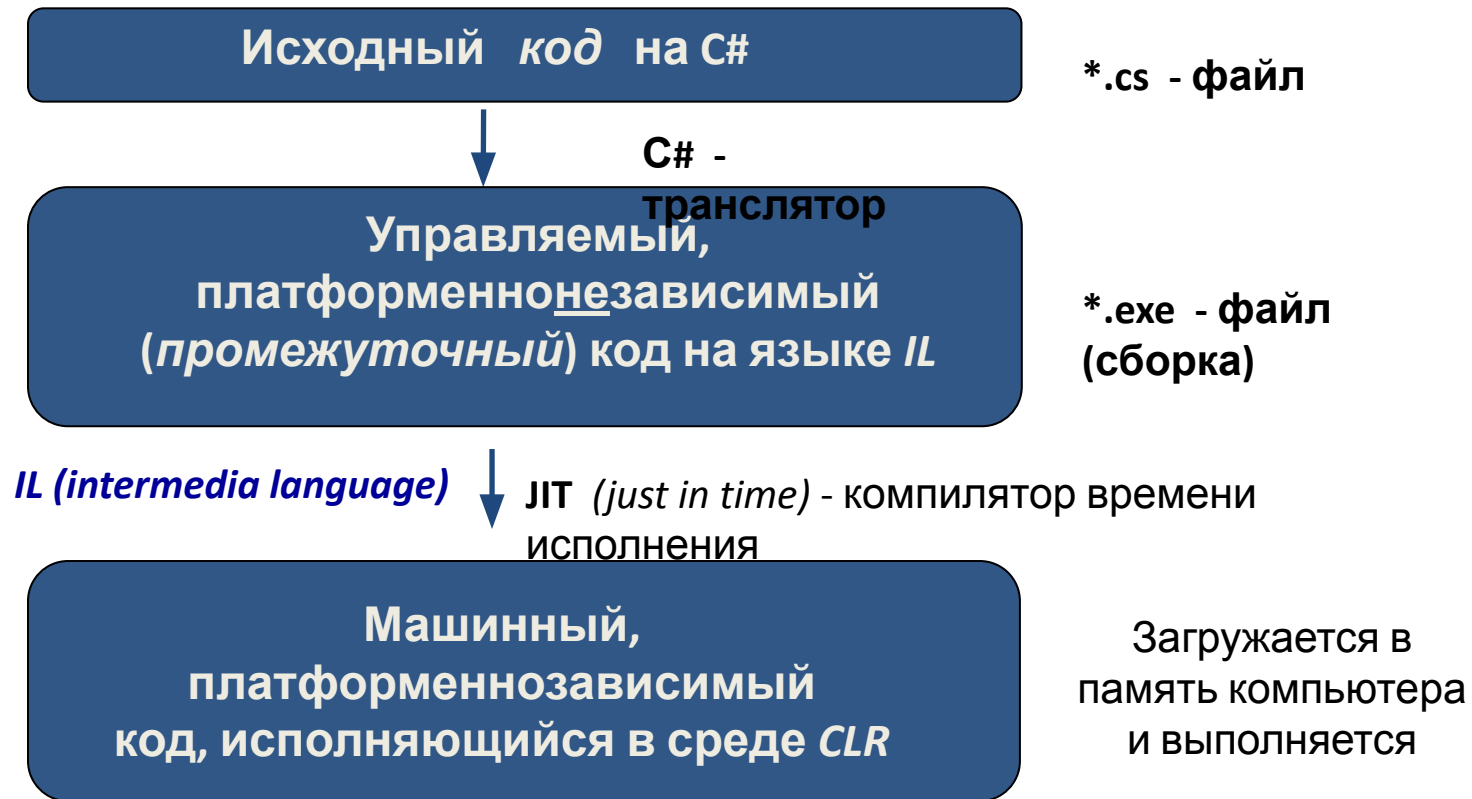 Исходный код на C#
*.cs - файл
C# -
транслятор
Управляемый,
платформеннонезависимый
(промежуточный) код на языке IL
*.exe - файл
(сборка)
IL (intermedia language)
JIT (just in time) - компилятор времени
исполнения
Машинный,
платформеннозависимый
код, исполняющийся в среде CLR
Загружается в
память компьютера
и выполняется